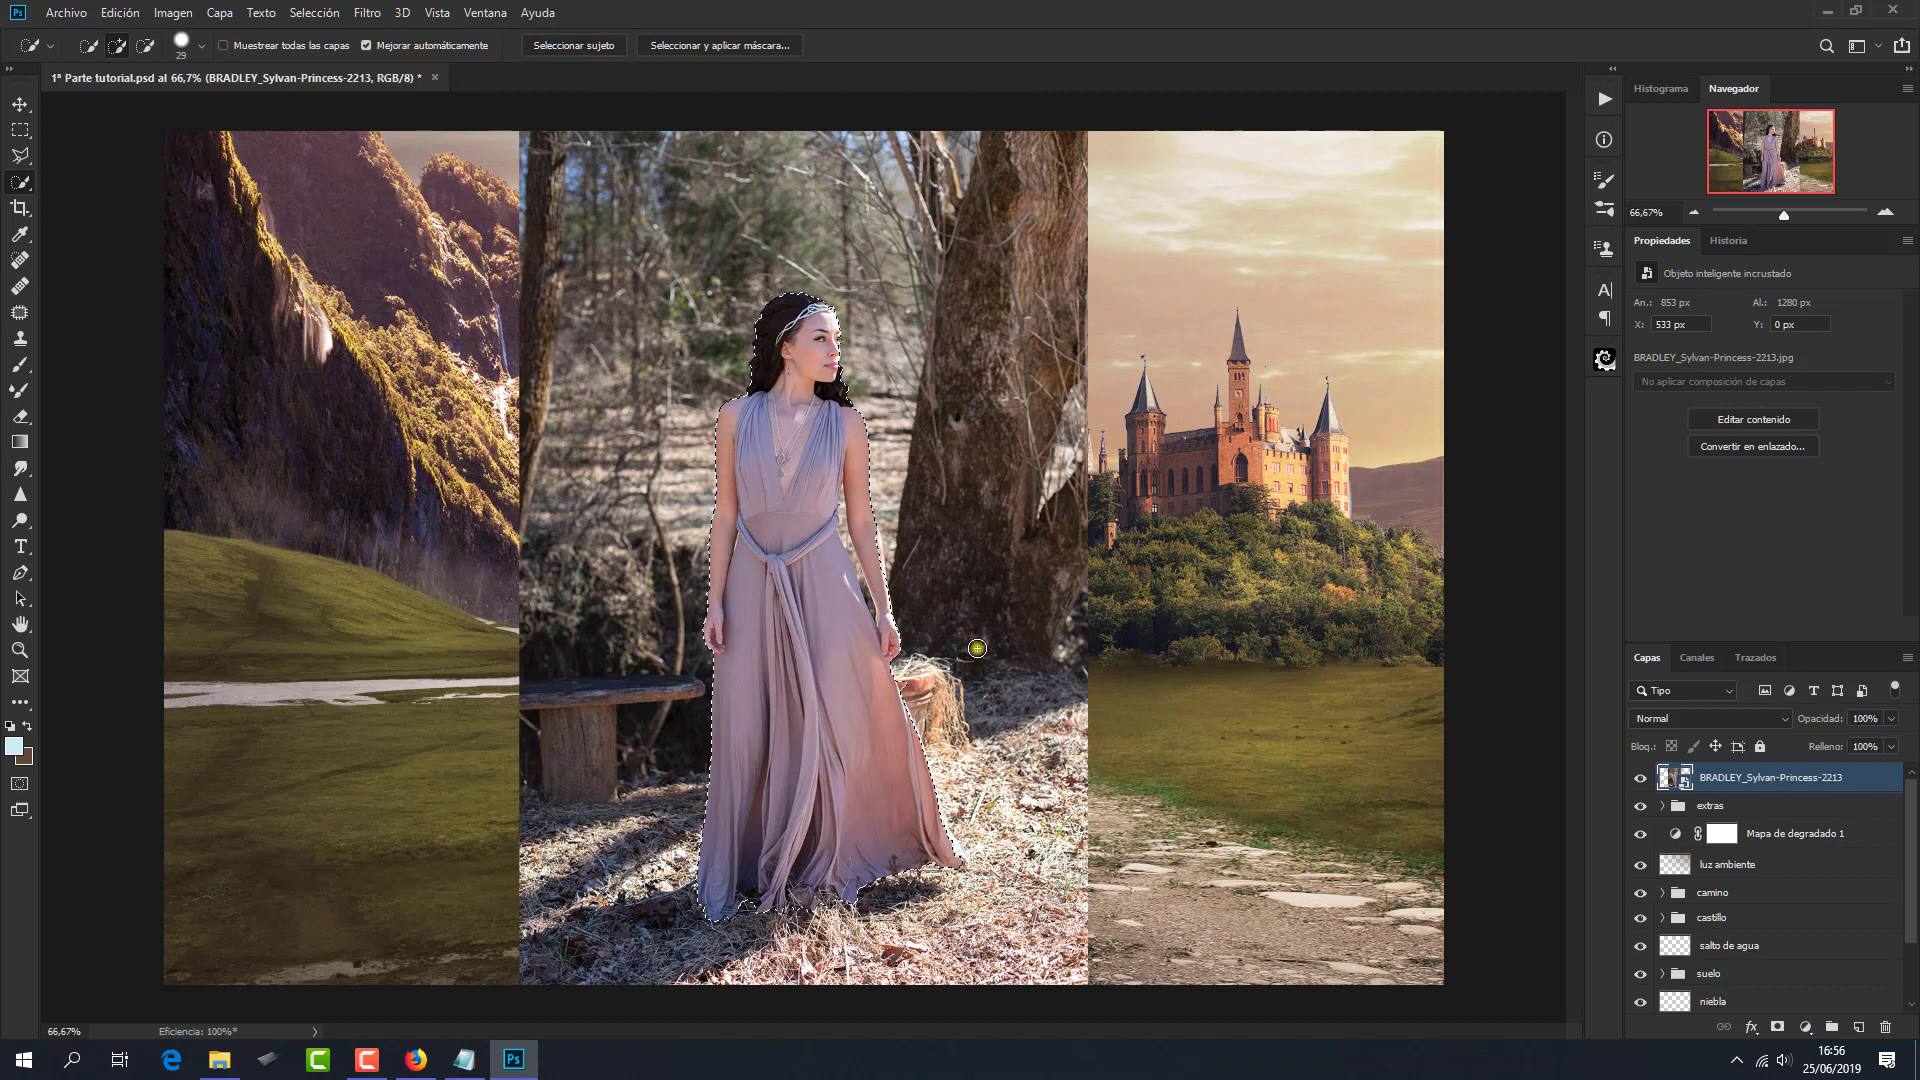 Ps Archivo Edición Imagen Capa Texto Selección Filtro 3D Vista Ventana Ayuda
29 Muestrear todas las capas Mejorar automáticamente Seleccionar sujeto Seleccionar y aplicar máscara...
1ª Parte tutorial.psd al 66,7% (BRADLEY_Sylvan-Princess-2213, RGB/8) *
Histograma Navegador
66,67%
Propiedades Historia
Objeto inteligente incrustado
An.: 853 px Al.: 1280 px
X: 533 px Y: 0 px
BRADLEY_Sylvan-Princess-2213.jpg
No aplicar composición de capas
Editar contenido
Convertir en enlazado...
Capas Canales Trazados
Tipo
Normal Opacidad: 100%
Bloq.: Relleno: 100%
BRADLEY_Sylvan-Princess-2213
extras
Mapa de degradado 1
luz ambiente
camino
castillo
salto de agua
suelo
niebla
66,67% Eficiencia: 100%*
Ps
16:56
25/06/2019